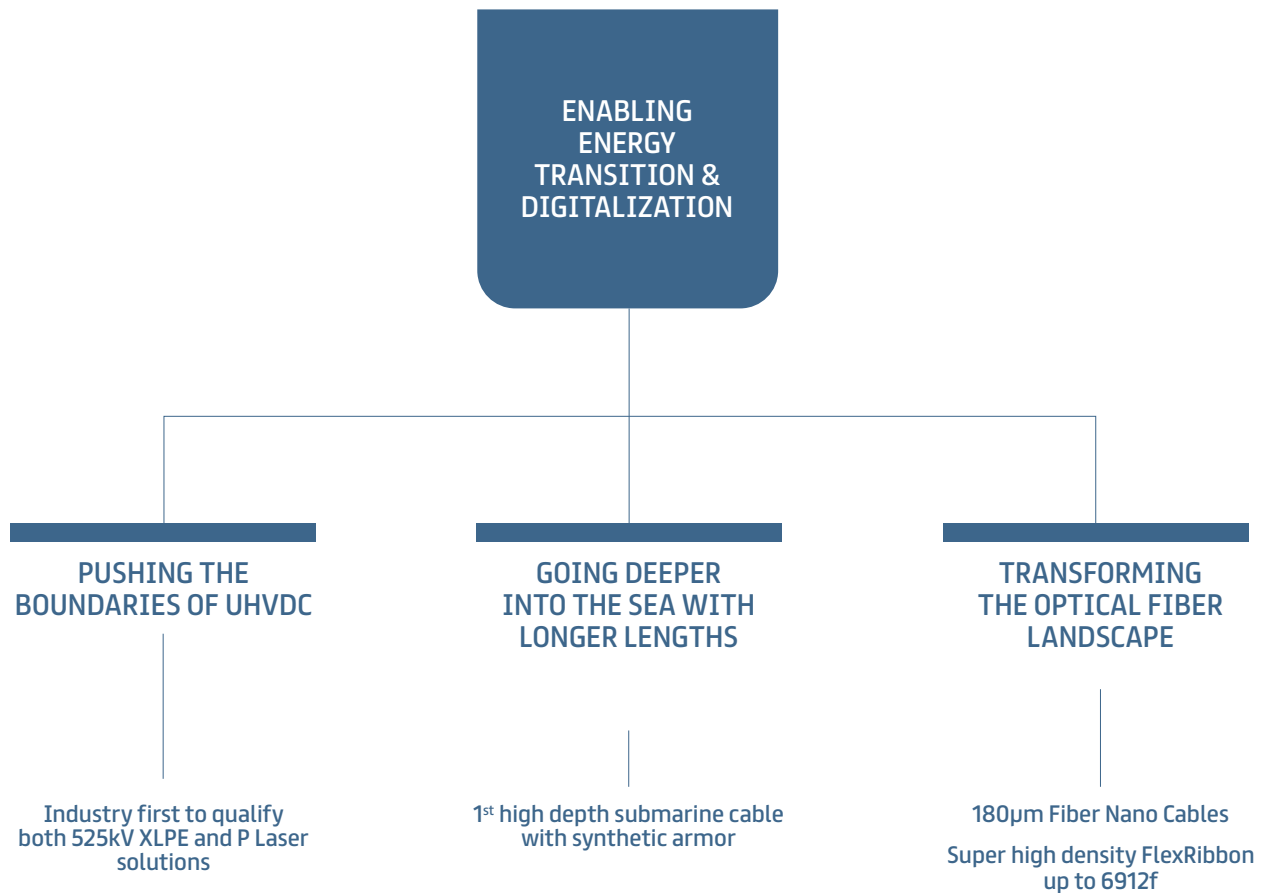 ENABLING
ENERGY
TRANSITION &
DIGITALIZATION
PUSHING THE
BOUNDARIES OF UHVDC
Industry first to qualify
both 525kV XLPE and P Laser
solutions
GOING DEEPER
INTO THE SEA WITH
LONGER LENGTHS
1st high depth submarine cable
with synthetic armor
TRANSFORMING
THE OPTICAL FIBER
LANDSCAPE
180µm Fiber Nano Cables
Super high density FlexRibbon
up to 6912f